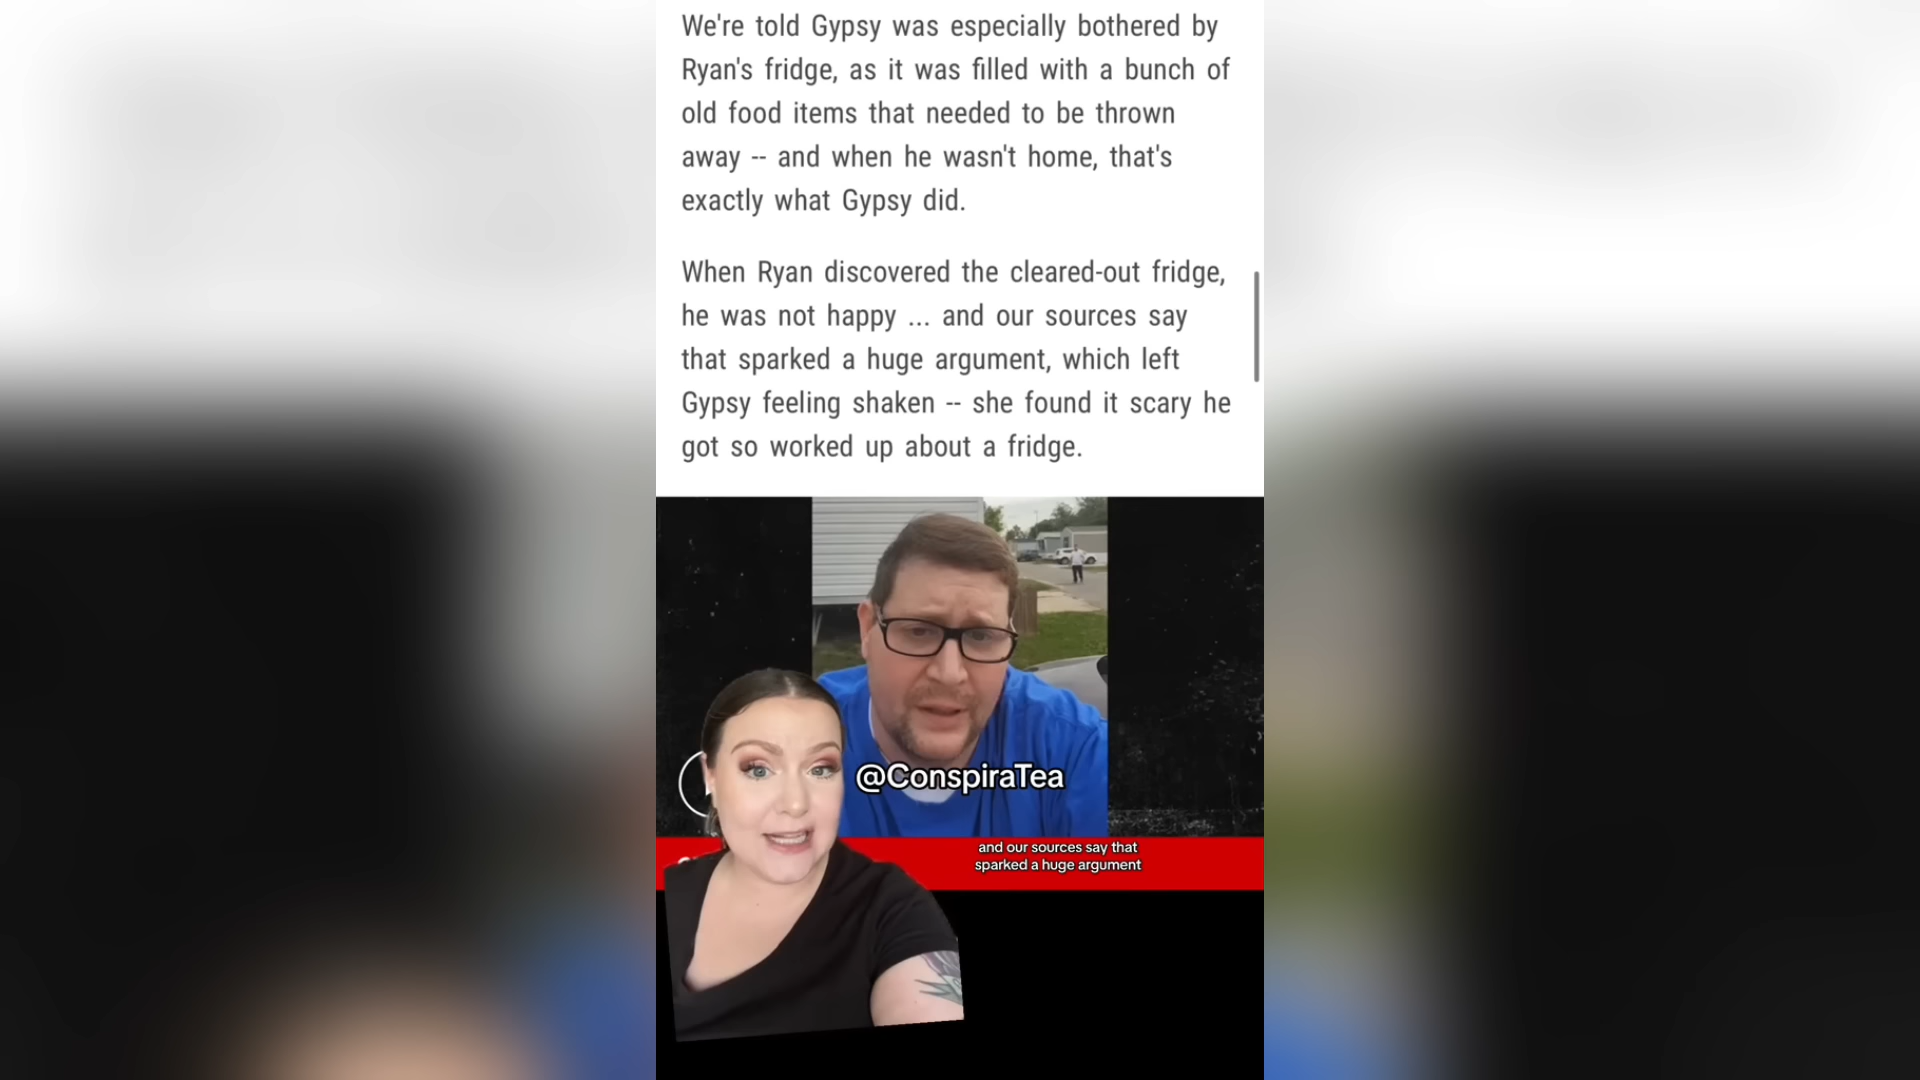 We're told Gypsy was especially bothered by
Ryan's fridge, as it was filled with a bunch of
old food items that needed to be thrown
away -- and when he wasn't home, that's
exactly what Gypsy did.
When Ryan discovered the cleared-out fridge,
he was not happy ... and our sources say
that sparked a huge argument, which left
Gypsy feeling shaken -- she found it scary he
got so worked up about a fridge.
@ConspiraTea
and our sources say that
sparked a huge argument